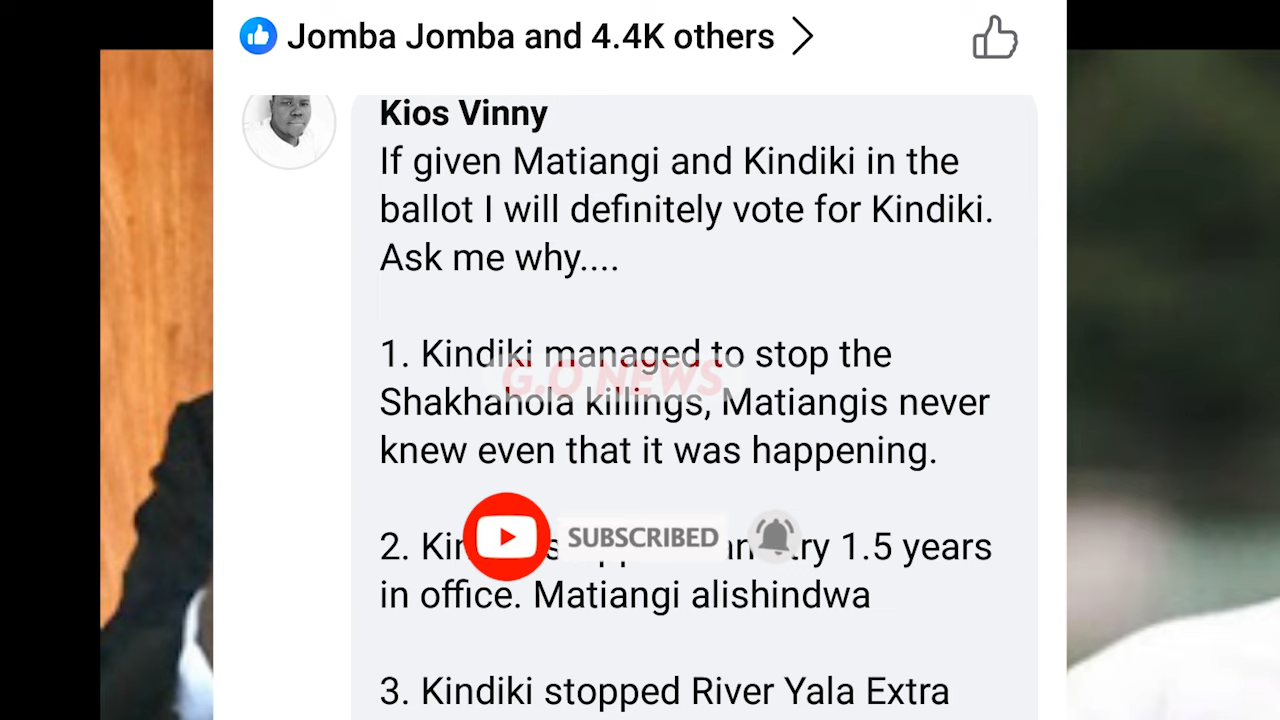 Jomba Jomba and 4.4K others
Kios Vinny
If given Matiangi and Kindiki in the
ballot I will definitely vote for Kindiki.
Ask me why....
1. Kindiki managed to stop the
G.O NEWS
Shakhahola killings, Matiangis never
knew even that it was happening.
2. 1.5 years
SUBSCRIBED
in office. Matiangi alishindwa
3. Kindiki stopped River Yala Extra